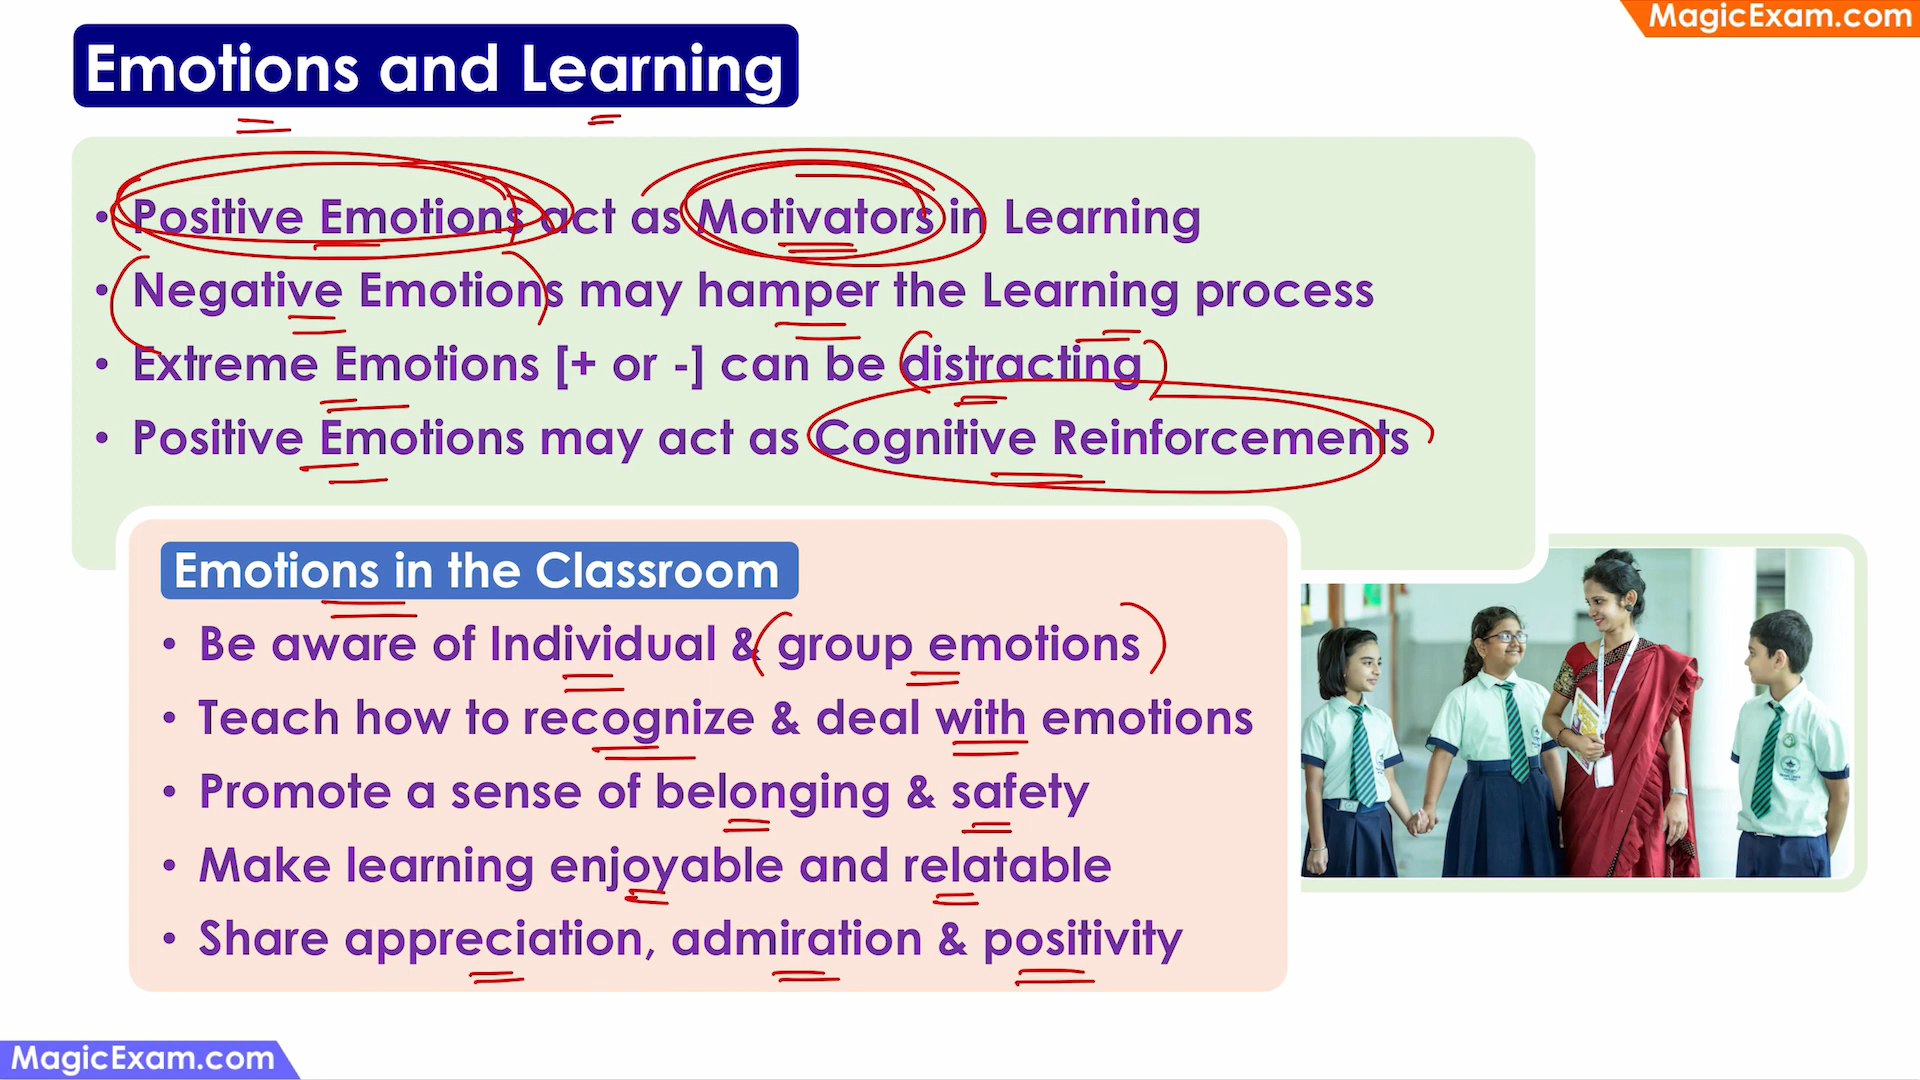 MagicExam.com
Emotions and Learning
• Positive Emotions act as Motivators in Learning
• Negative Emotions may hamper the Learning process
• Extreme Emotions [+ or -] can be distracting
• Positive Emotions may act as Cognitive Reinforcements
Emotions in the Classroom
• Be aware of Individual & group emotions
• Teach how to recognize & deal with emotions
• Promote a sense of belonging & safety
• Make learning enjoyable and relatable
• Share appreciation, admiration & positivity
MagicExam.com